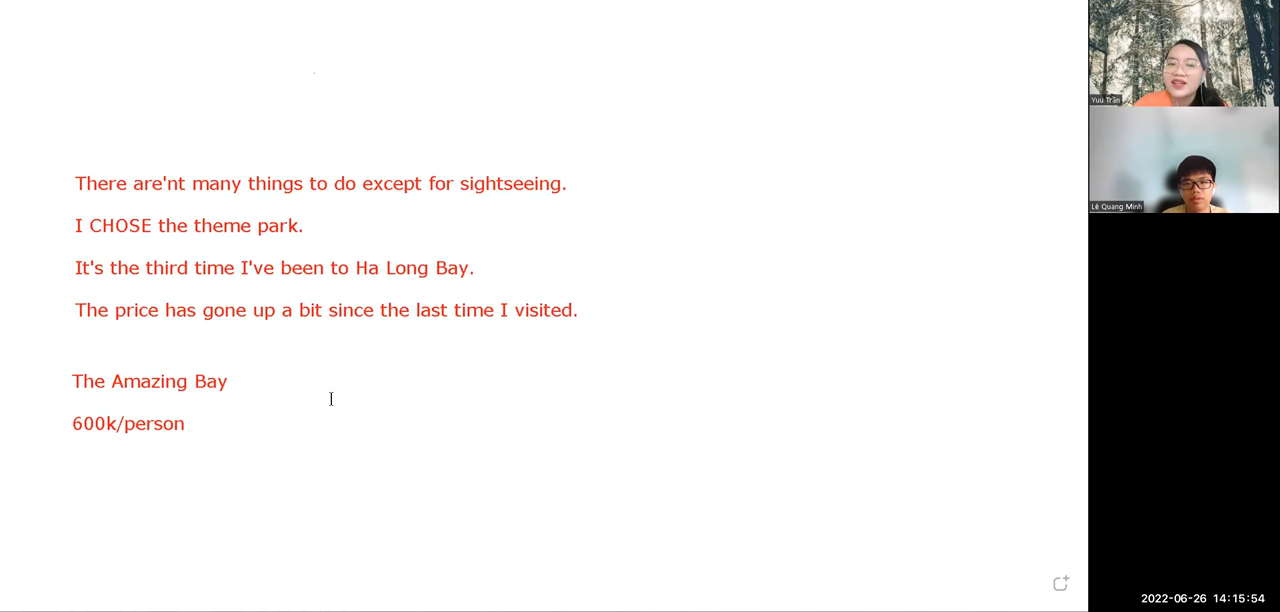 There are'nt many things to do except for sightseeing.
I CHOSE the theme park.
It's the third time I've been to Ha Long Bay.
The price has gone up a bit since the last time I visited.
The Amazing Bay
600k/person
Yuu Trần
Lê Quang Minh
2022-06-26 14:15:54